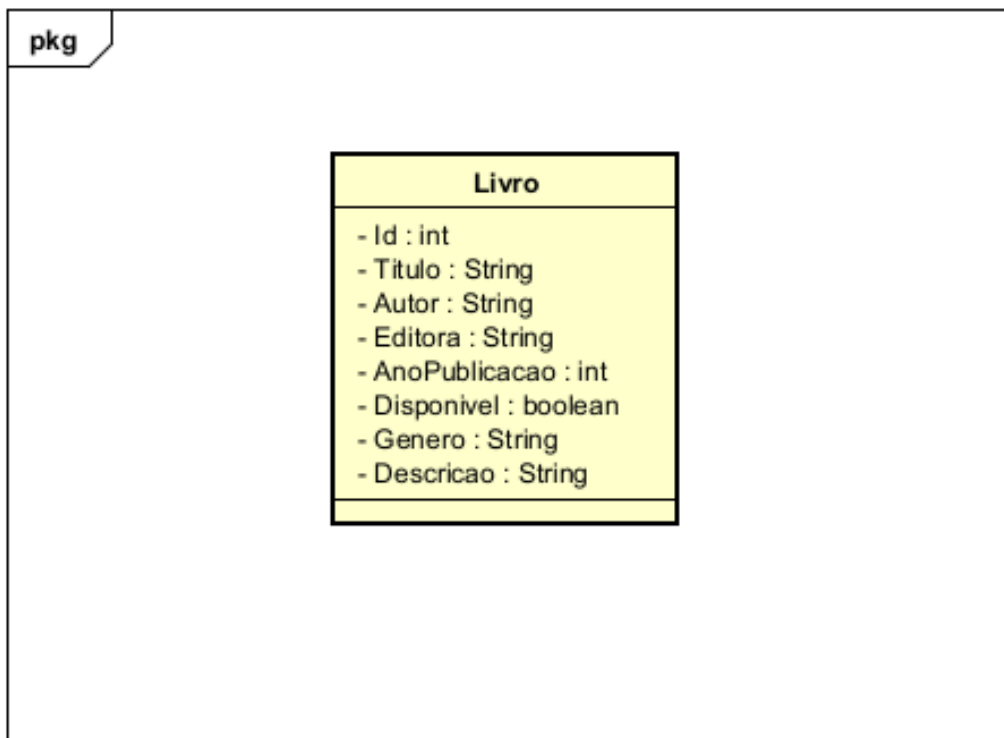 pkg
Livro
- Id : int
- Titulo : String
- Autor : String
- Editora : String
- AnoPublicacao : int
- Disponivel : boolean
- Genero : String
- Descricao : String